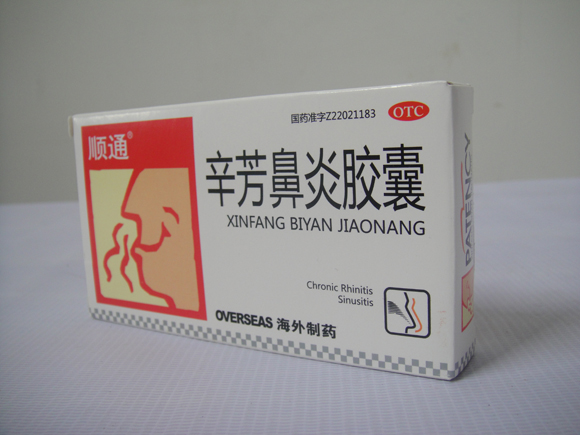 国药准字Z22021183
OTC
顺通®
辛芳鼻炎胶囊
XINFANG BIYAN JIAONANG
Chronic Rhinitis
Sinusitis
OVERSEAS 海外制药
PATENCY